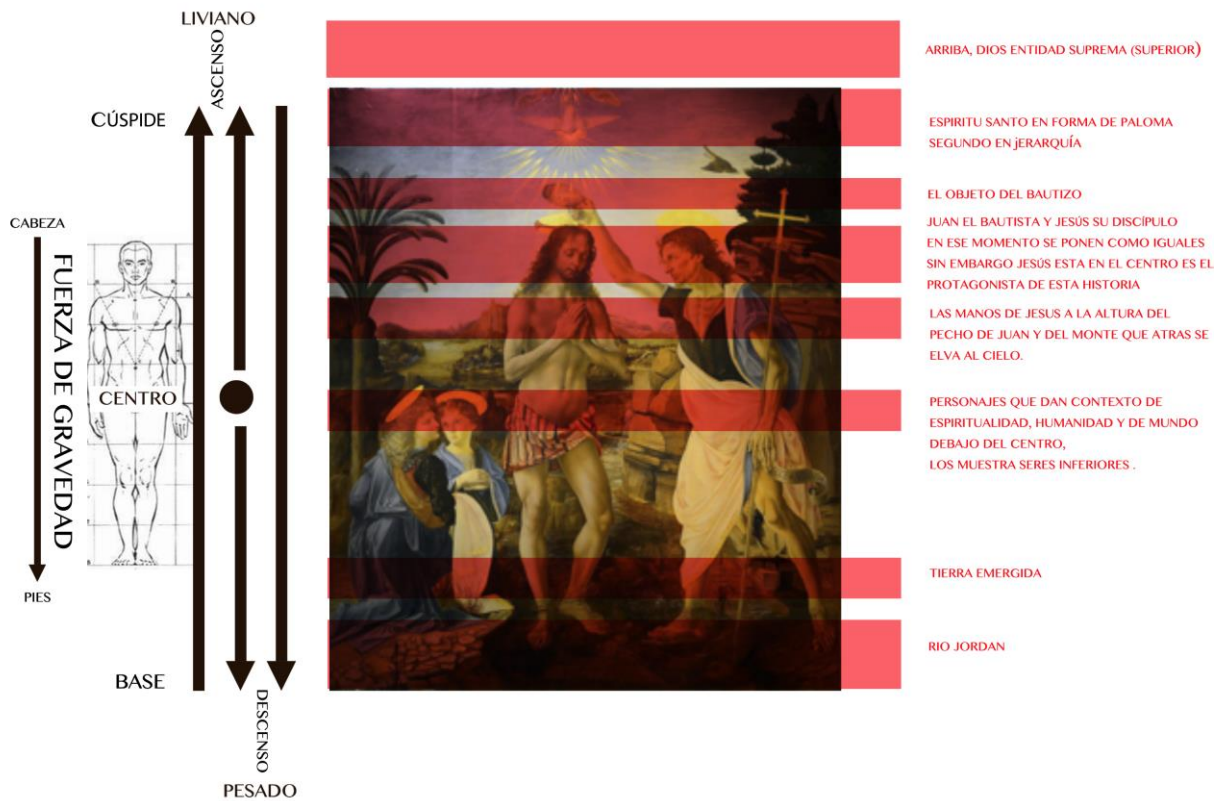 LIVIANO
ASCENSO
CÚSPIDE
CABEZA
FUERZA DE GRAVEDAD
CENTRO
PIES
BASE
DESCENSO
PESADO
ARRIBA, DIOS ENTIDAD SUPREMA (SUPERIOR)
ESPIRITU SANTO EN FORMA DE PALOMA
SEGUNDO EN jERARQUÍA
EL OBJETO DEL BAUTIZO
JUAN EL BAUTISTA Y JESÚS SU DISCÍPULO
EN ESE MOMENTO SE PONEN COMO IGUALES
SIN EMBARGO JESÚS ESTA EN EL CENTRO ES EL
PROTAGONISTA DE ESTA HISTORIA
LAS MANOS DE JESUS A LA ALTURA DEL
PECHO DE JUAN Y DEL MONTE QUE ATRAS SE
ELVA AL CIELO.
PERSONAJES QUE DAN CONTEXTO DE
ESPIRITUALIDAD, HUMANIDAD Y DE MUNDO
DEBAJO DEL CENTRO,
LOS MUESTRA SERES INFERIORES .
TIERRA EMERGIDA
RIO JORDAN